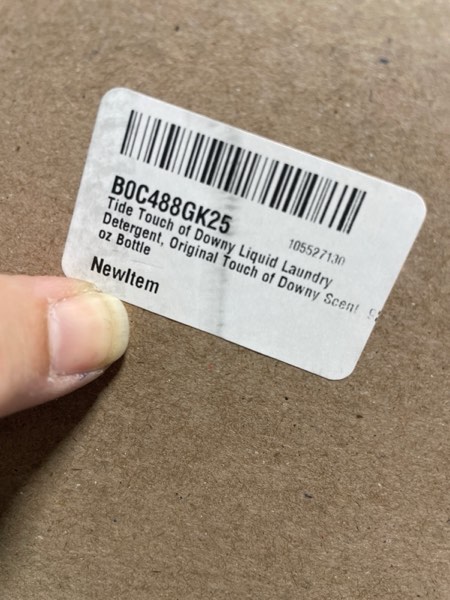 B0C488GK25
105527130
Tide Touch of Downy Liquid Laundry
Detergent, Original Touch of Downy Scent
oz Bottle
NewItem